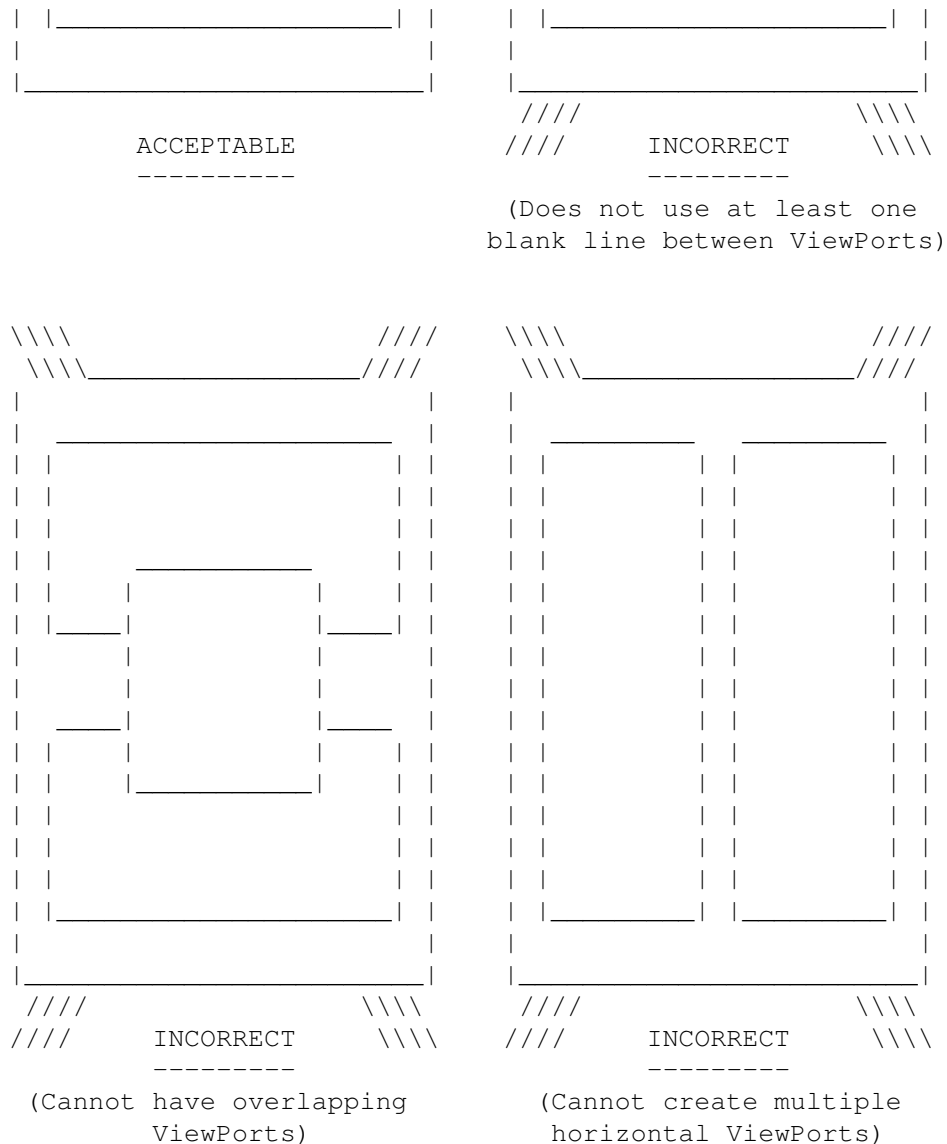 ACCEPTABLE INCORRECT
---------- ---------
(Does not use at least one
blank line between ViewPorts)
INCORRECT INCORRECT
--------- ---------
(Cannot have overlapping (Cannot create multiple
ViewPorts) horizontal ViewPorts)